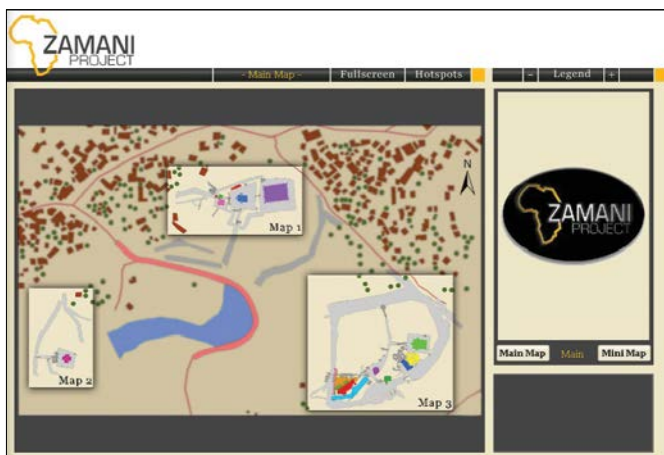 ZAMANI
PROJECT
- Main Map -
Fullscreen
Hotspots
- Legend +
N
Map 1
Map 2
Map 3
ZAMANI
PROJECT
Main Map Main Mini Map